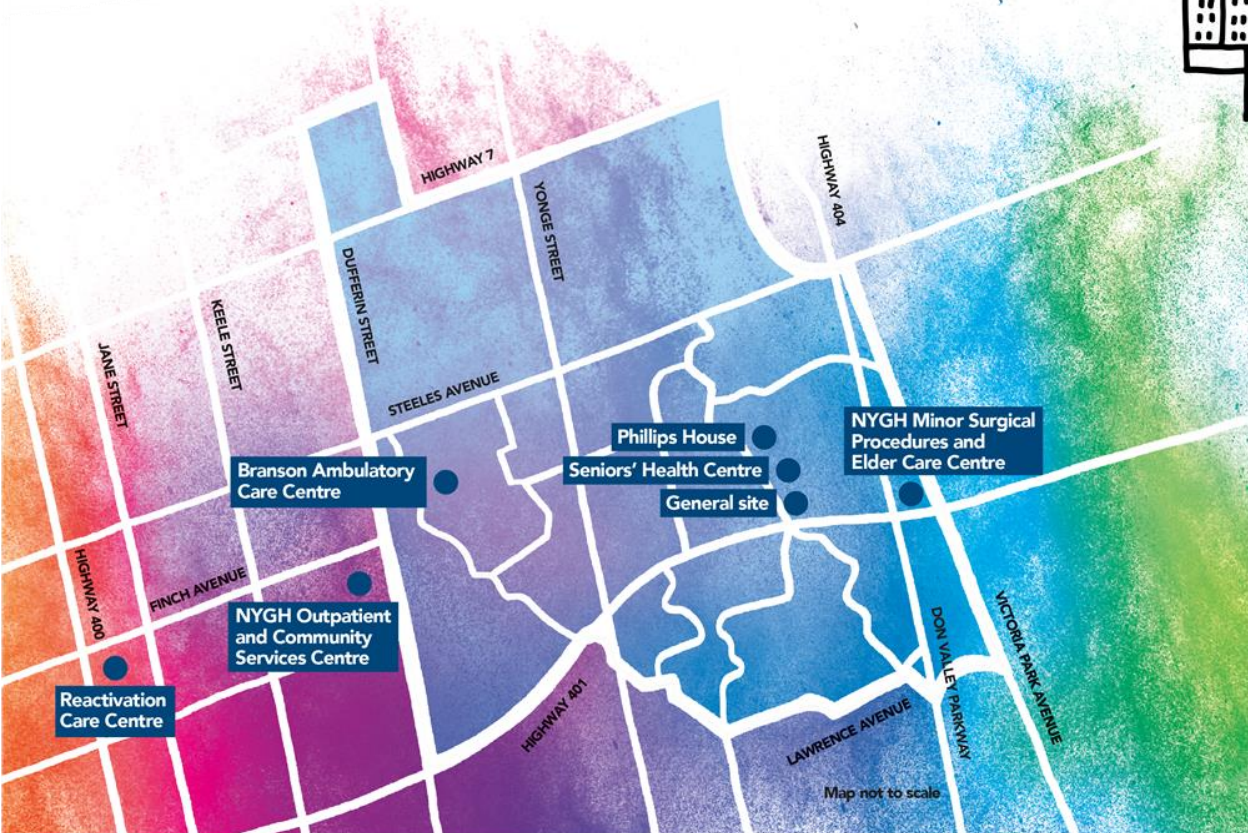 HIGHWAY 7
HIGHWAY 404
YONGE STREET
DUFFERIN STREET
KEELE STREET
JANE STREET
STEELES AVENUE
Phillips House
Seniors' Health Centre
General site
NYGH Minor Surgical
Procedures and
Elder Care Centre
Branson Ambulatory
Care Centre
HIGHWAY 400
FINCH AVENUE
NYGH Outpatient
and Community
Services Centre
Reactivation
Care Centre
HIGHWAY 401
LAWRENCE AVENUE
DON VALLEY PARKWAY
VICTORIA PARK AVENUE
Map not to scale